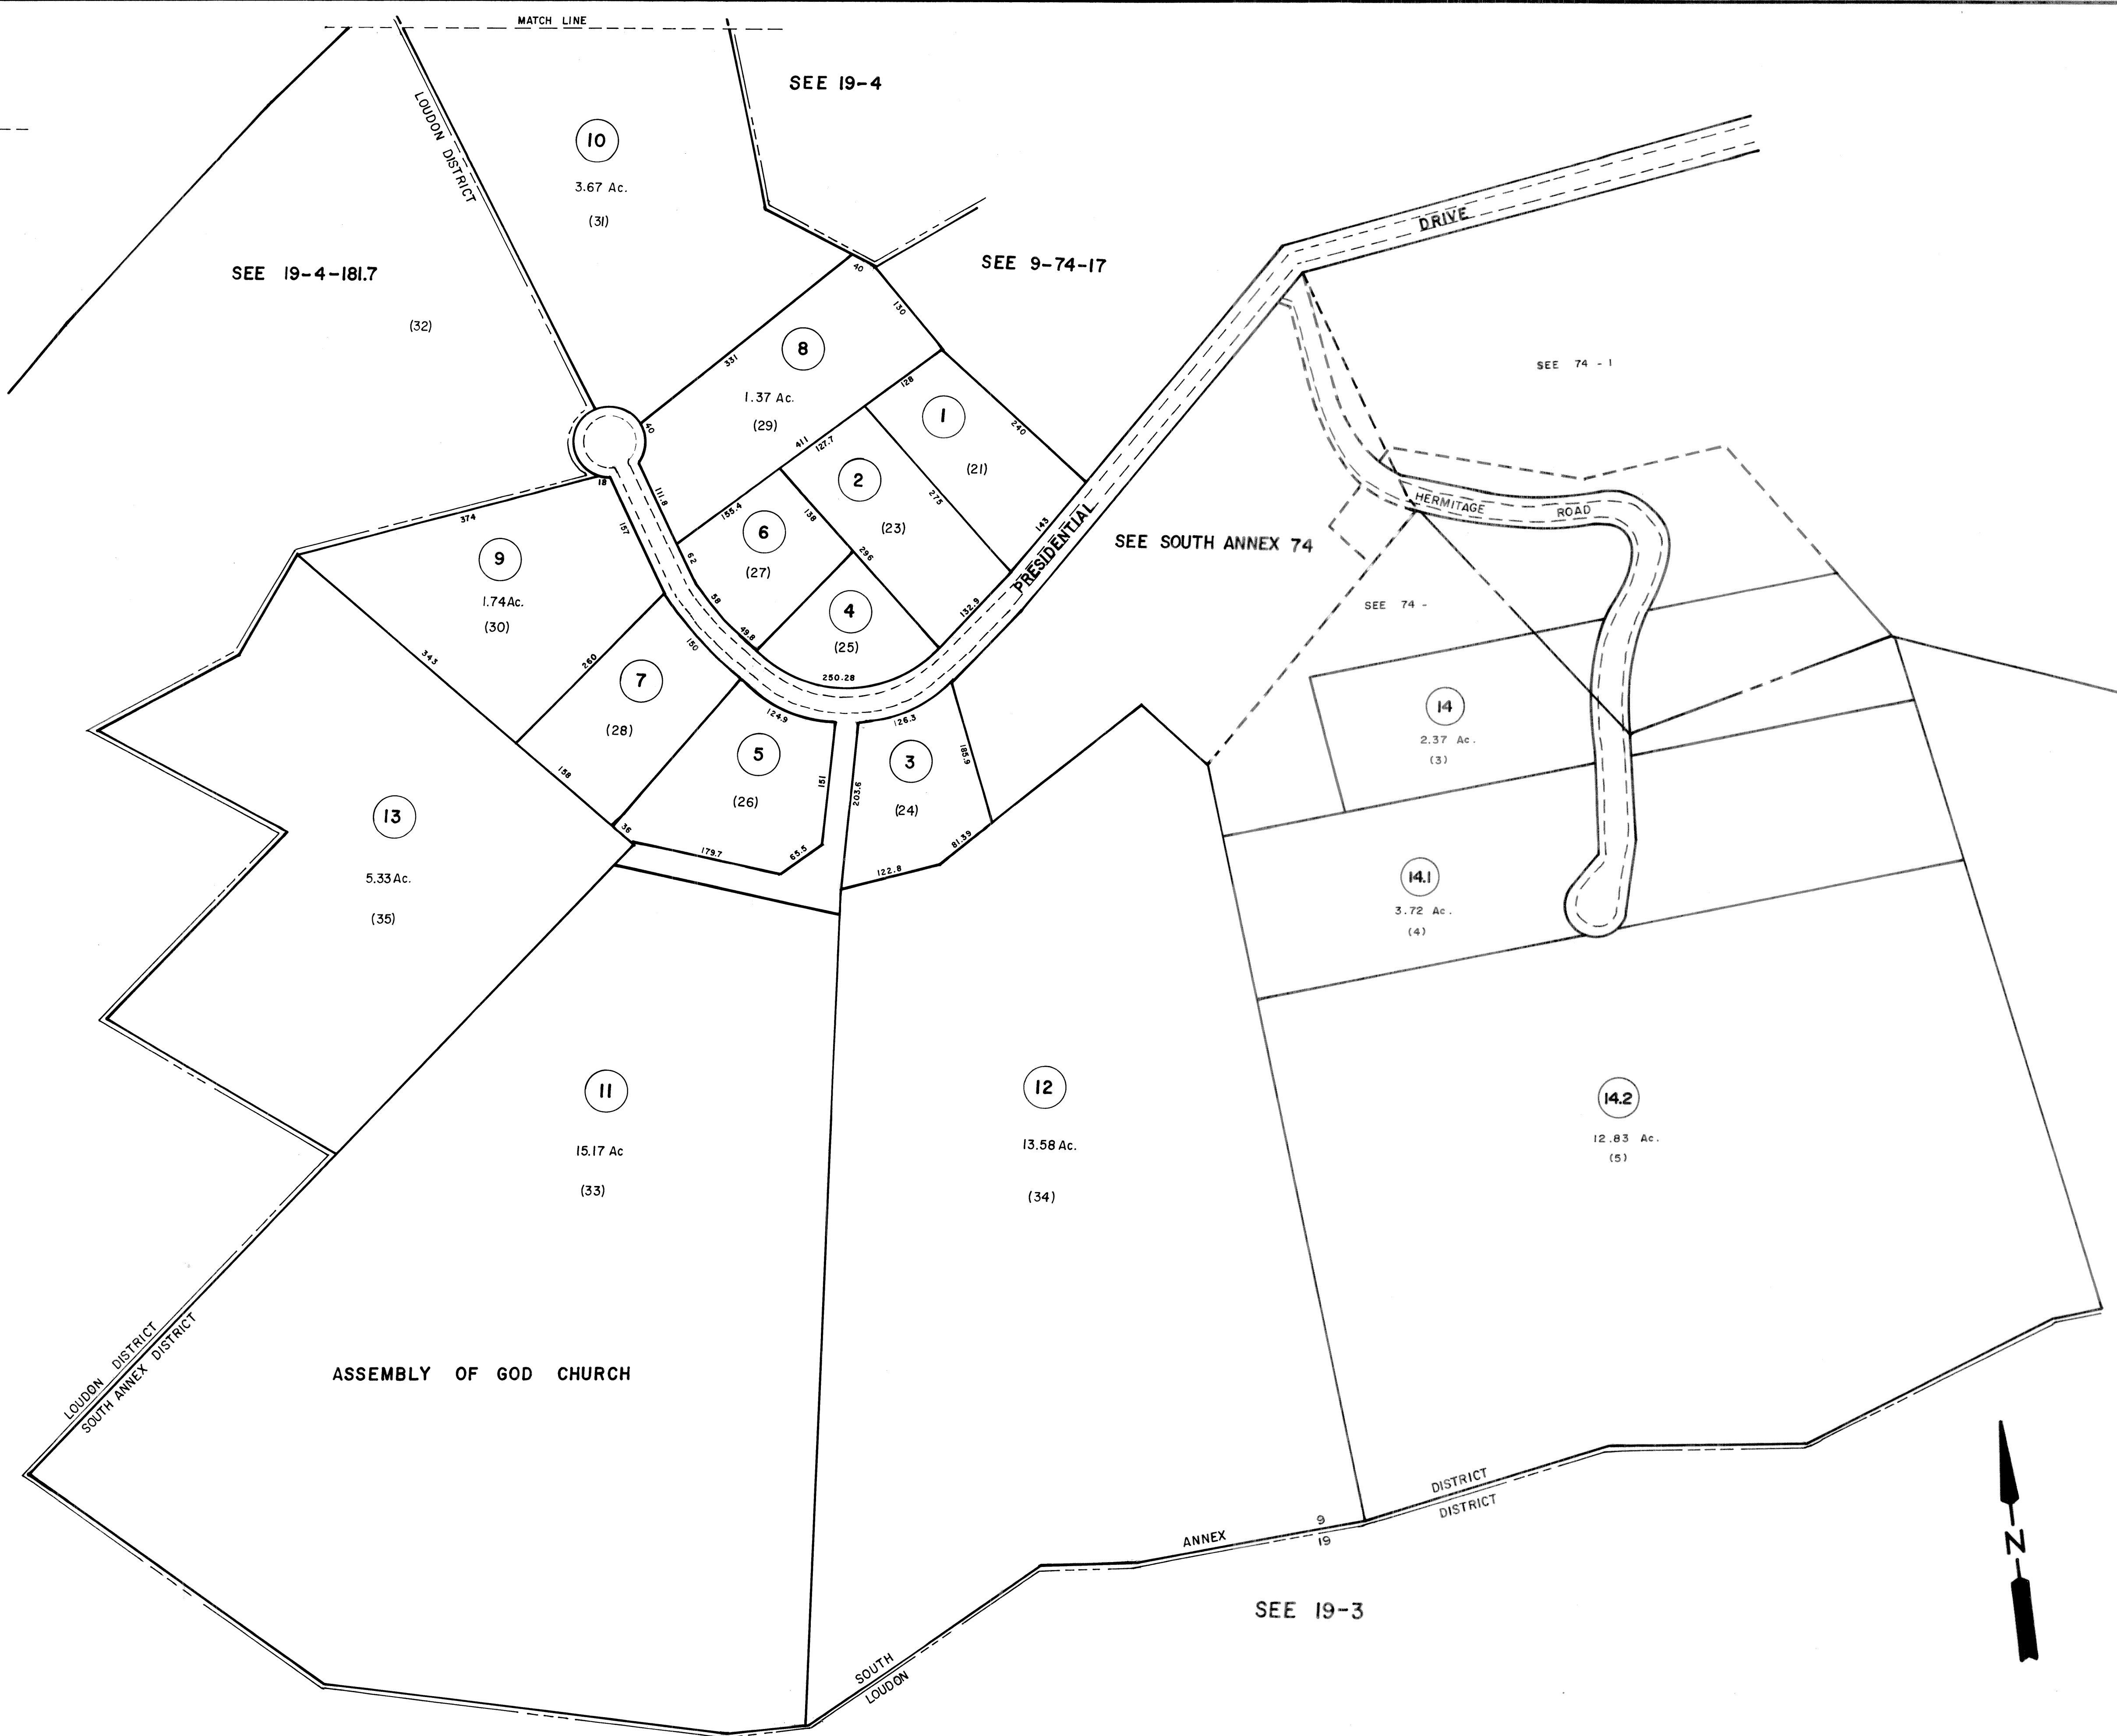 MATCH LINE
SEE 19-4
LOUDON DISTRICT
10
3.67 Ac.
(31)
DRIVE
SEE 19-4-181.7
(32)
SEE 9-74-17
40
130
331
8
1.37 Ac.
(29)
40
128
411
127.7
1
240
(21)
SEE 74 - 1
2
(23)
275
143
PRESIDENTIAL
132.9
18
111.8
157
155.4
138
6
(27)
62
58
49.8
296
4
(25)
250.28
HERMITAGE ROAD
SEE SOUTH ANNEX 74
SEE 74 -
374
9
1.74 Ac.
(30)
343
260
150
7
(28)
158
124.9
5
(26)
151
36
179.7
65.5
126.3
3
(24)
203.6
185.9
122.8
81.39
14
2.37 Ac.
(3)
14.1
3.72 Ac.
(4)
13
5.33 Ac.
(35)
11
15.17 Ac
(33)
12
13.58 Ac.
(34)
14.2
12.83 Ac.
(5)
LOUDON DISTRICT
SOUTH ANNEX DISTRICT
ASSEMBLY OF GOD CHURCH
SOUTH ANNEX DISTRICT
LOUDON DISTRICT
9
19
SEE 19-3
N